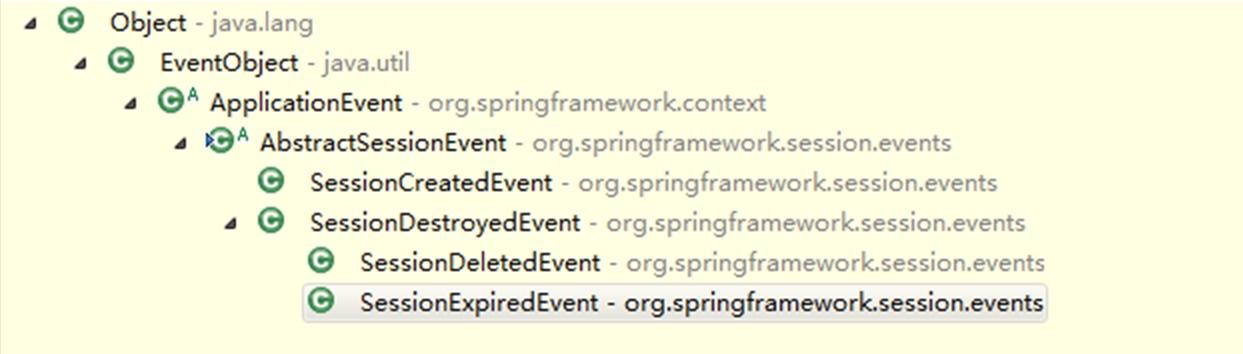 Object - java.lang
EventObject - java.util
ApplicationEvent - org.springframework.context
AbstractSessionEvent - org.springframework.session.events
SessionCreatedEvent - org.springframework.session.events
SessionDestroyedEvent - org.springframework.session.events
SessionDeletedEvent - org.springframework.session.events
SessionExpiredEvent - org.springframework.session.events